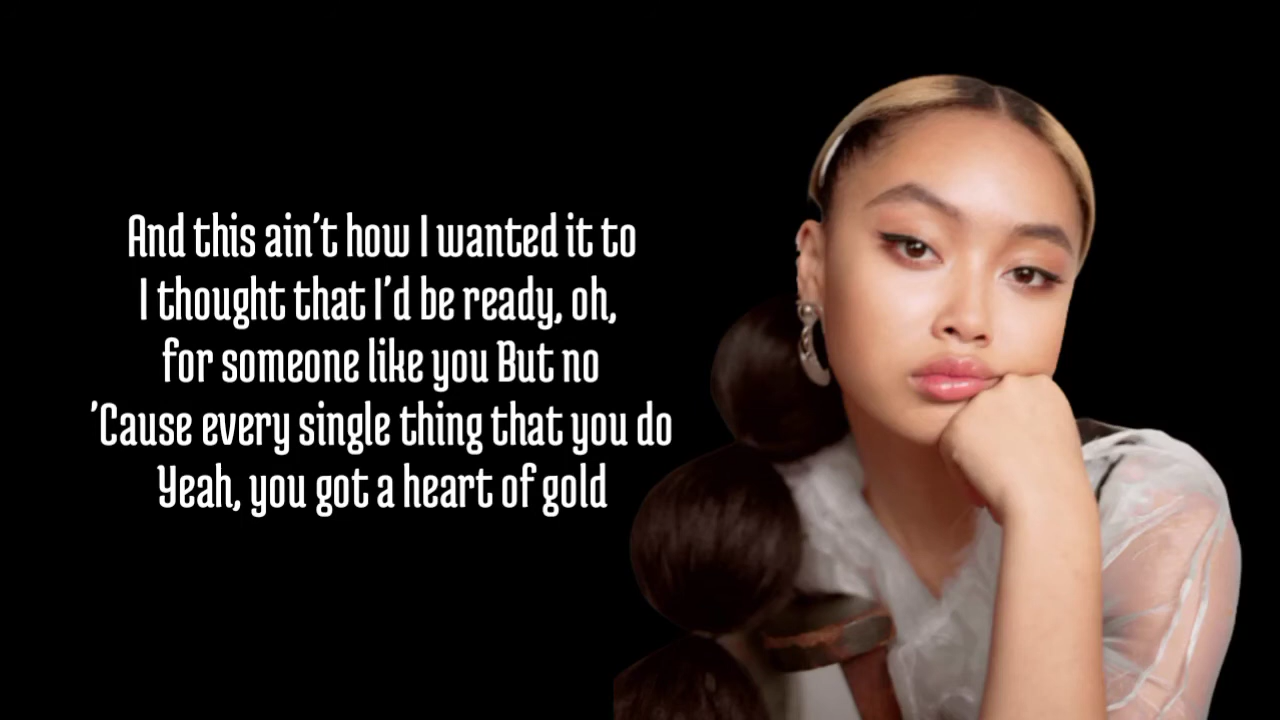 And this ain't how I wanted it to
I thought that I'd be ready, oh,
for someone like you But no
'Cause every single thing that you do
Yeah, you got a heart of gold